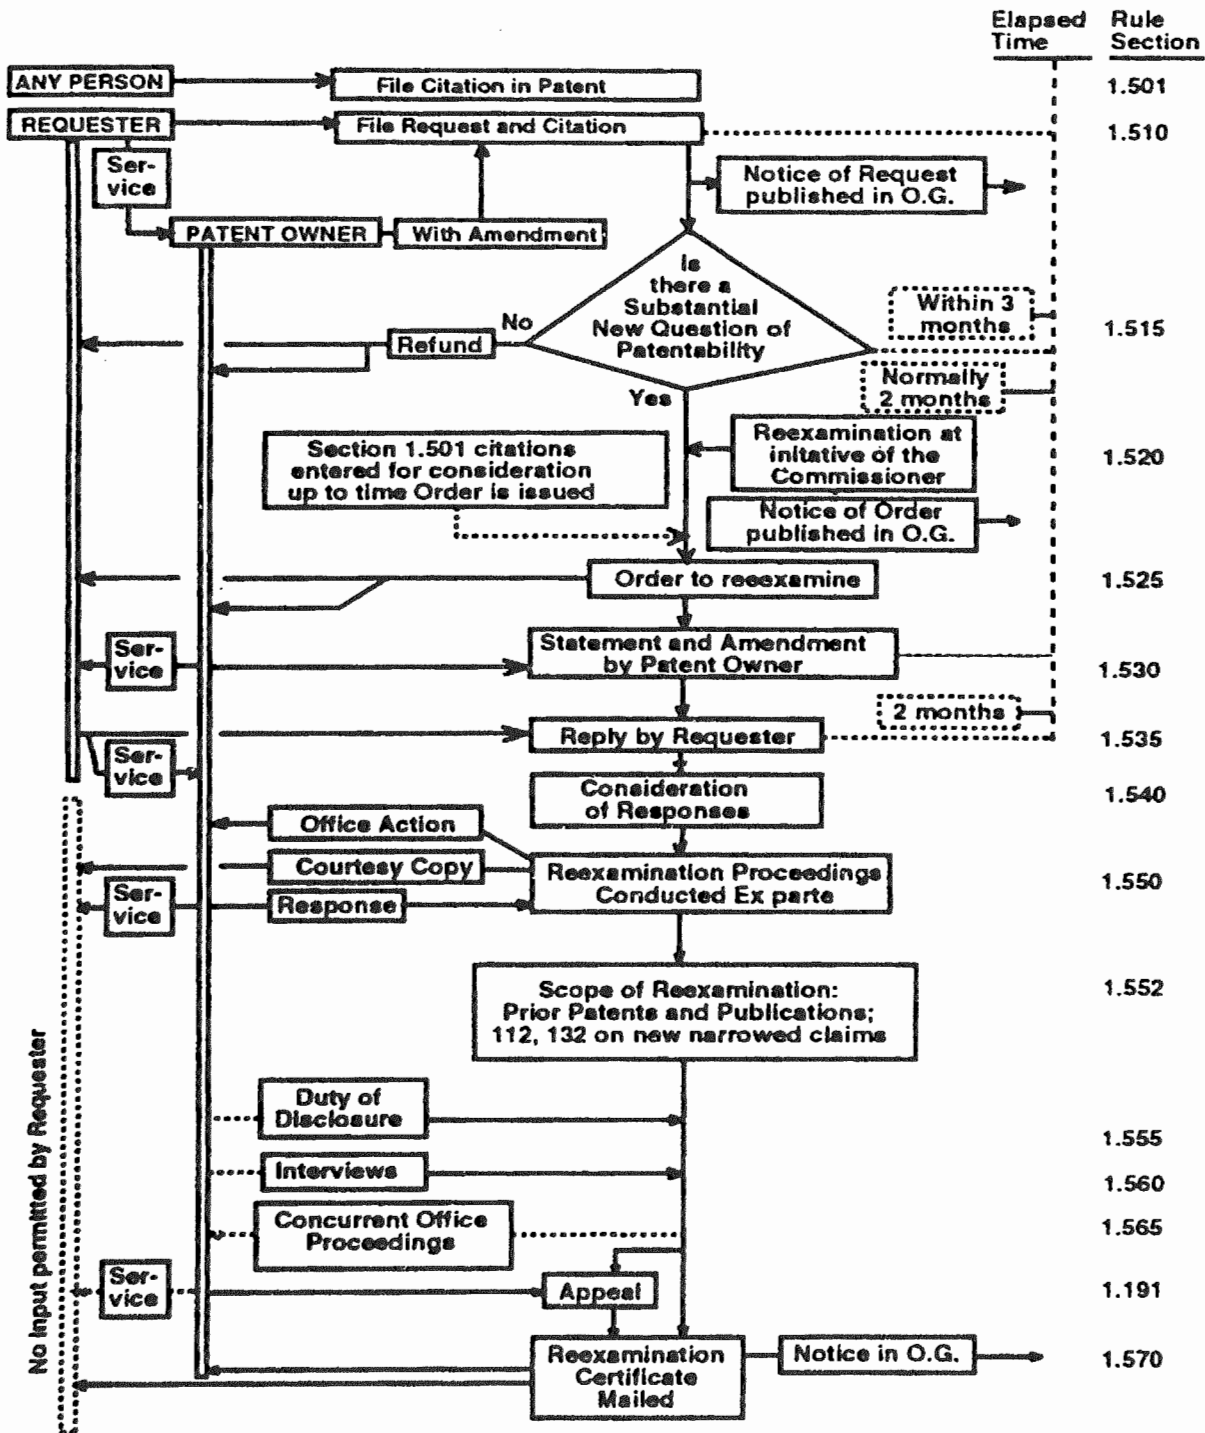 Elapsed Time
Rule Section
ANY PERSON
File Citation in Patent
1.501
REQUESTER
File Request and Citation
1.510
Ser-
vice
Notice of Request
published in O.G.
PATENT OWNER
With Amendment
Is
there a
Substantial
New Question of
Patentability
Within 3
months
1.515
No
Refund
Yes
Normally
2 months
Section 1.501 citations
entered for consideration
up to time Order is issued
Reexamination at
initative of the
Commissioner
1.520
Notice of Order
published in O.G.
Order to reeexamine
1.525
Ser-
vice
Statement and Amendment
by Patent Owner
1.530
2 months
Reply by Requester
1.535
Ser-
vice
Consideration
of Responses
1.540
Office Action
Courtesy Copy
Reexamination Proceedings
Conducted Ex parte
1.550
Ser-
vice
Response
Scope of Reexamination:
Prior Patents and Publications;
112, 132 on new narrowed claims
1.552
No Input permitted by Requester
Duty of
Disclosure
1.555
Interviews
1.560
Concurrent Office
Proceedings
1.565
Ser-
vice
Appeal
1.191
Reexamination
Certificate
Mailed
Notice in O.G.
1.570